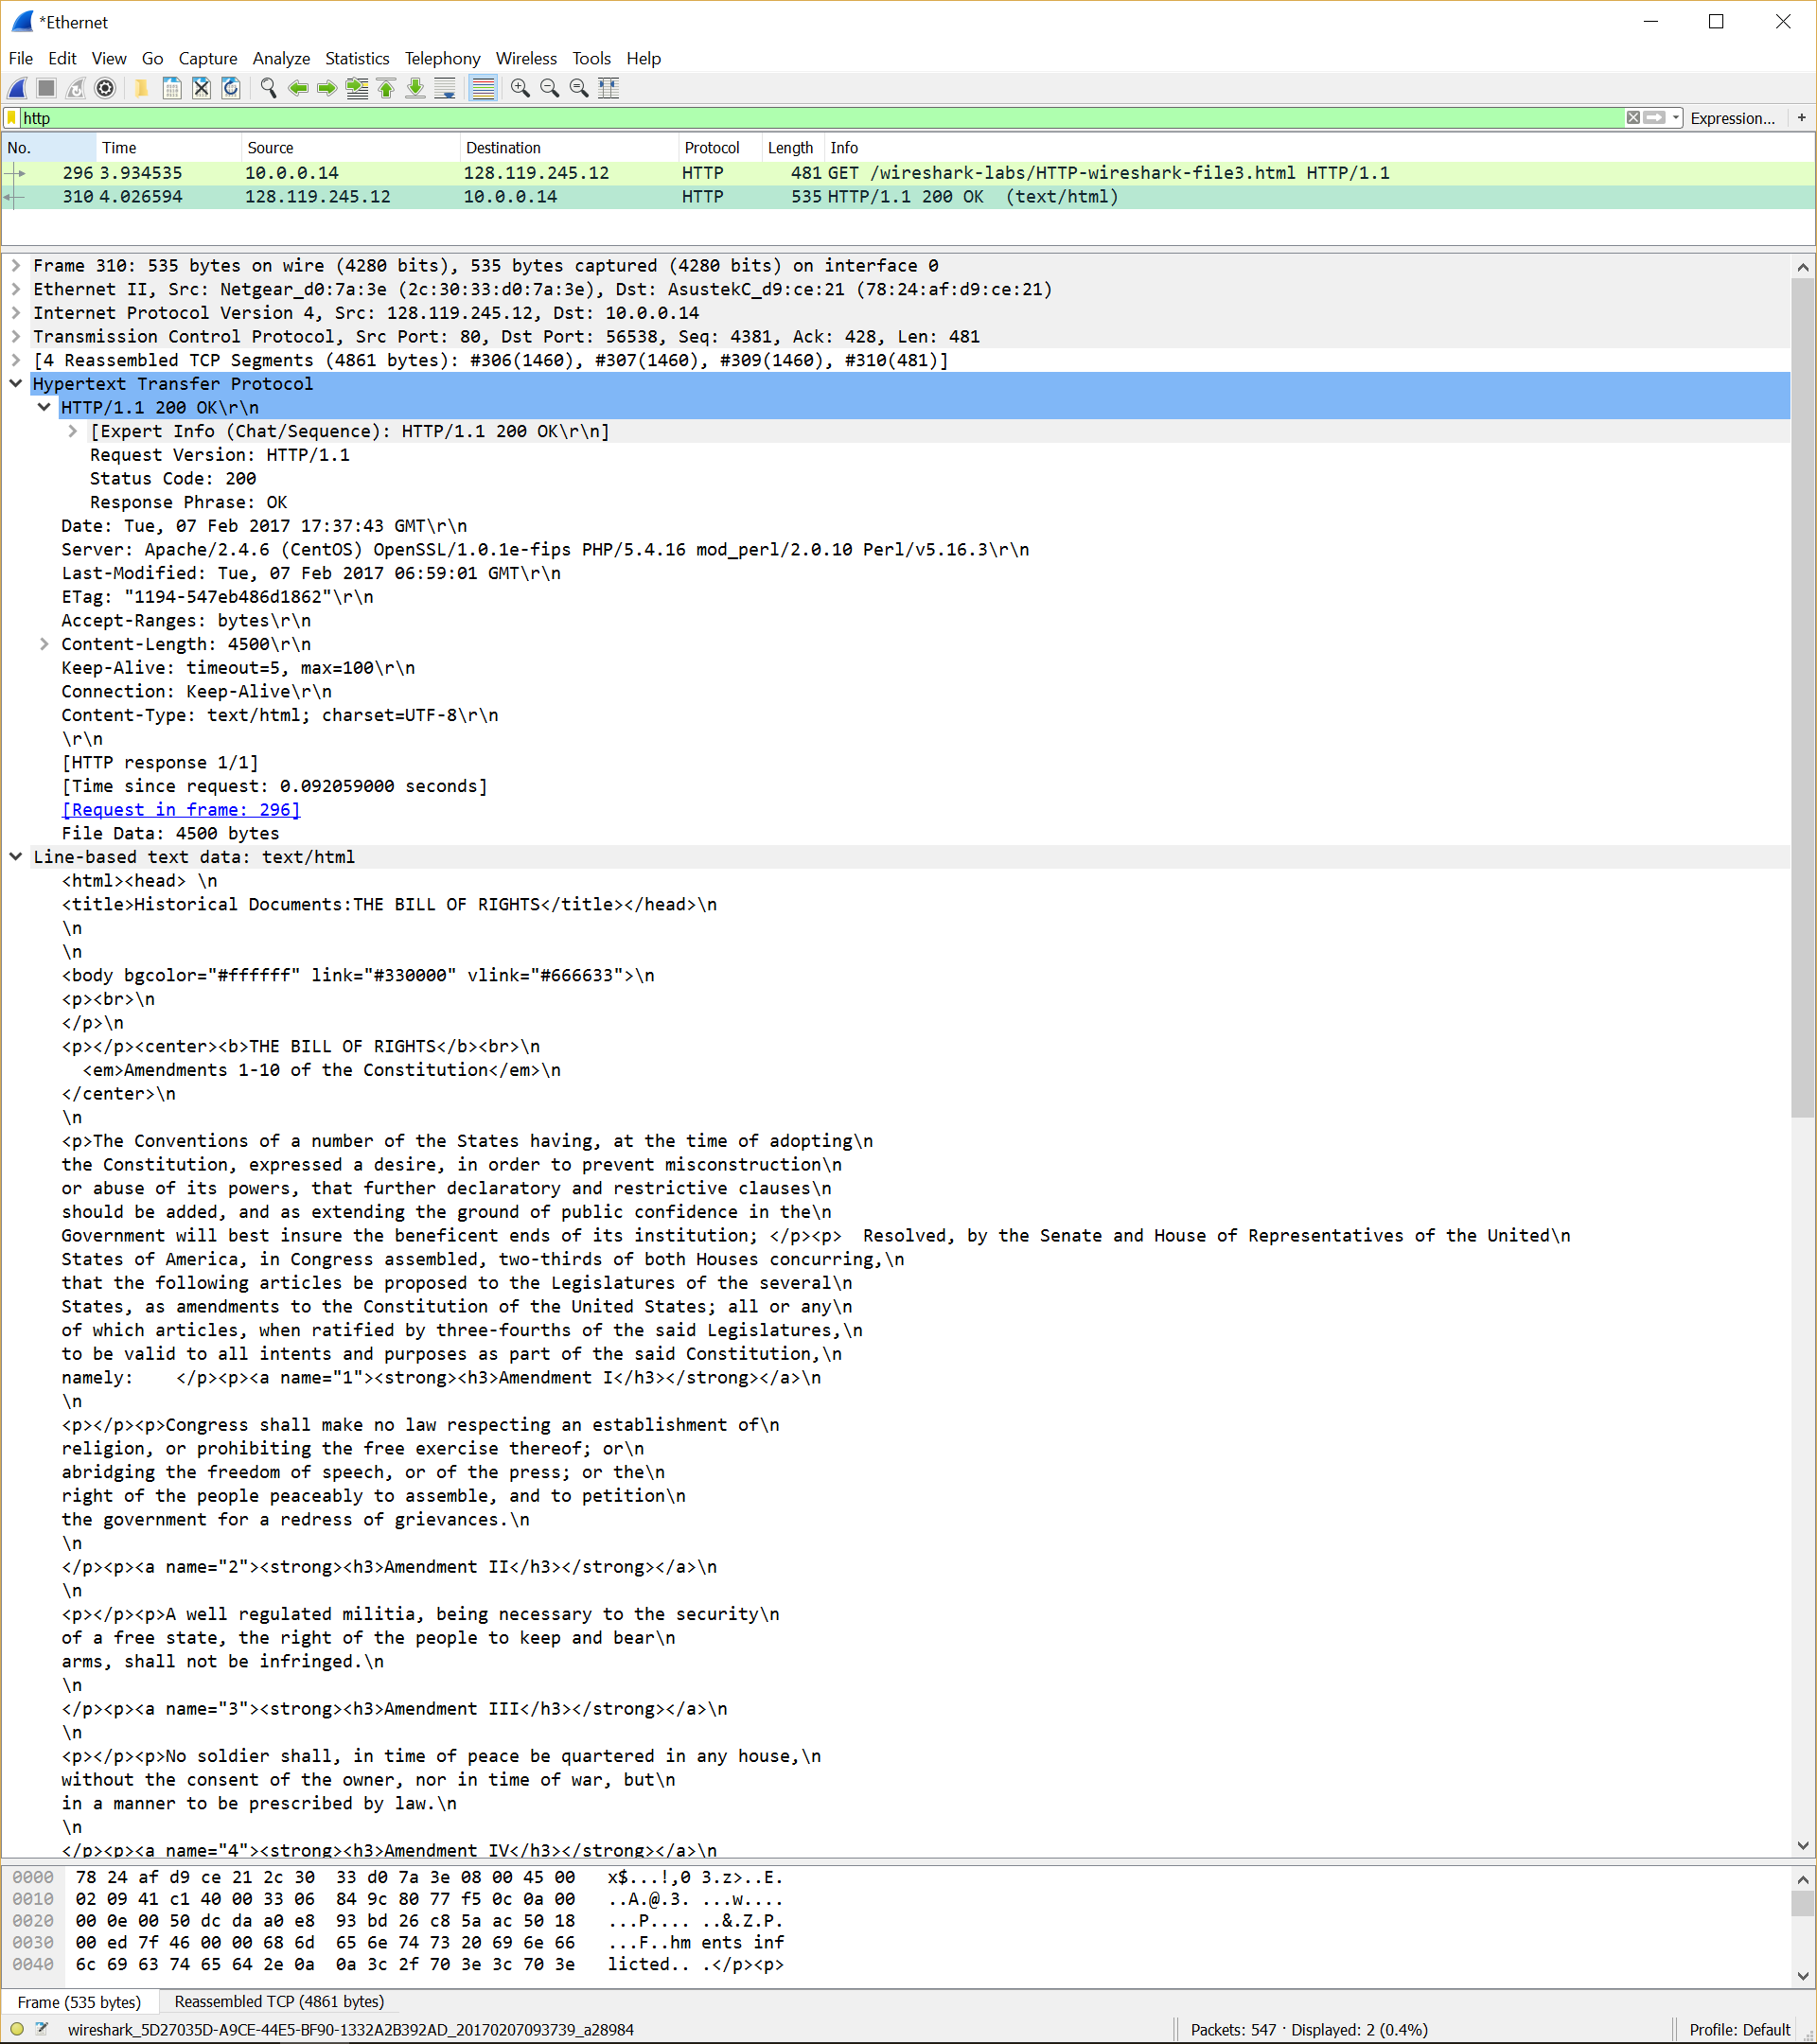 *Ethernet
File Edit View Go Capture Analyze Statistics Telephony Wireless Tools Help
http Expression... +
No. Time Source Destination Protocol Length Info
296 3.934535 10.0.0.14 128.119.245.12 HTTP 481 GET /wireshark-labs/HTTP-wireshark-file3.html HTTP/1.1
310 4.026594 128.119.245.12 10.0.0.14 HTTP 535 HTTP/1.1 200 OK (text/html)
Frame 310: 535 bytes on wire (4280 bits), 535 bytes captured (4280 bits) on interface 0
Ethernet II, Src: Netgear_d0:7a:3e (2c:30:33:d0:7a:3e), Dst: AsustekC_d9:ce:21 (78:24:af:d9:ce:21)
Internet Protocol Version 4, Src: 128.119.245.12, Dst: 10.0.0.14
Transmission Control Protocol, Src Port: 80, Dst Port: 56538, Seq: 4381, Ack: 428, Len: 481
[4 Reassembled TCP Segments (4861 bytes): #306(1460), #307(1460), #309(1460), #310(481)]
Hypertext Transfer Protocol
HTTP/1.1 200 OK\r\n
[Expert Info (Chat/Sequence): HTTP/1.1 200 OK\r\n]
Request Version: HTTP/1.1
Status Code: 200
Response Phrase: OK
Date: Tue, 07 Feb 2017 17:37:43 GMT\r\n
Server: Apache/2.4.6 (CentOS) OpenSSL/1.0.1e-fips PHP/5.4.16 mod_perl/2.0.10 Perl/v5.16.3\r\n
Last-Modified: Tue, 07 Feb 2017 06:59:01 GMT\r\n
ETag: "1194-547eb486d1862"\r\n
Accept-Ranges: bytes\r\n
Content-Length: 4500\r\n
Keep-Alive: timeout=5, max=100\r\n
Connection: Keep-Alive\r\n
Content-Type: text/html; charset=UTF-8\r\n
\r\n
[HTTP response 1/1]
[Time since request: 0.092059000 seconds]
[Request in frame: 296]
File Data: 4500 bytes
Line-based text data: text/html
<html><head> \n
<title>Historical Documents:THE BILL OF RIGHTS</title></head>\n
\n
\n
<body bgcolor="#ffffff" link="#330000" vlink="#666633">\n
<p><br>\n
</p>\n
<p></p><center><b>THE BILL OF RIGHTS</b><br>\n
<em>Amendments 1-10 of the Constitution</em>\n
</center>\n
\n
<p>The Conventions of a number of the States having, at the time of adopting\n
the Constitution, expressed a desire, in order to prevent misconstruction\n
or abuse of its powers, that further declaratory and restrictive clauses\n
should be added, and as extending the ground of public confidence in the\n
Government will best insure the beneficent ends of its institution; </p><p>  Resolved, by the Senate and House of Representatives of the United\n
States of America, in Congress assembled, two-thirds of both Houses concurring,\n
that the following articles be proposed to the Legislatures of the several\n
States, as amendments to the Constitution of the United States; all or any\n
of which articles, when ratified by three-fourths of the said Legislatures,\n
to be valid to all intents and purposes as part of the said Constitution,\n
namely:    </p><p><a name="1"><strong><h3>Amendment I</h3></strong></a>\n
\n
<p></p><p>Congress shall make no law respecting an establishment of\n
religion, or prohibiting the free exercise thereof; or\n
abridging the freedom of speech, or of the press; or the\n
right of the people peaceably to assemble, and to petition\n
the government for a redress of grievances.\n
\n
</p><p><a name="2"><strong><h3>Amendment II</h3></strong></a>\n
\n
<p></p><p>A well regulated militia, being necessary to the security\n
of a free state, the right of the people to keep and bear\n
arms, shall not be infringed.\n
\n
</p><p><a name="3"><strong><h3>Amendment III</h3></strong></a>\n
\n
<p></p><p>No soldier shall, in time of peace be quartered in any house,\n
without the consent of the owner, nor in time of war, but\n
in a manner to be prescribed by law.\n
\n
</p><p><a name="4"><strong><h3>Amendment IV</h3></strong></a>\n
0000 78 24 af d9 ce 21 2c 30 33 d0 7a 3e 08 00 45 00 x$...!,0 3.z>..E.
0010 02 09 41 c1 40 00 33 06 84 9c 80 77 f5 0c 0a 00 ..A.@.3. ...w....
0020 00 0e 00 50 dc da a0 e8 93 bd 26 c8 5a ac 50 18 ...P.... ..&.Z.P.
0030 00 ed 7f 46 00 00 68 6d 65 6e 74 73 20 69 6e 66 ...F..hm ents inf
0040 6c 69 63 74 65 64 2e 0a 0a 3c 2f 70 3e 3c 70 3e licted.. .</p><p>
Frame (535 bytes) Reassembled TCP (4861 bytes)
wireshark_5D27035D-A9CE-44E5-BF90-1332A2B392AD_20170207093739_a28984 Packets: 547 · Displayed: 2 (0.4%) Profile: Default